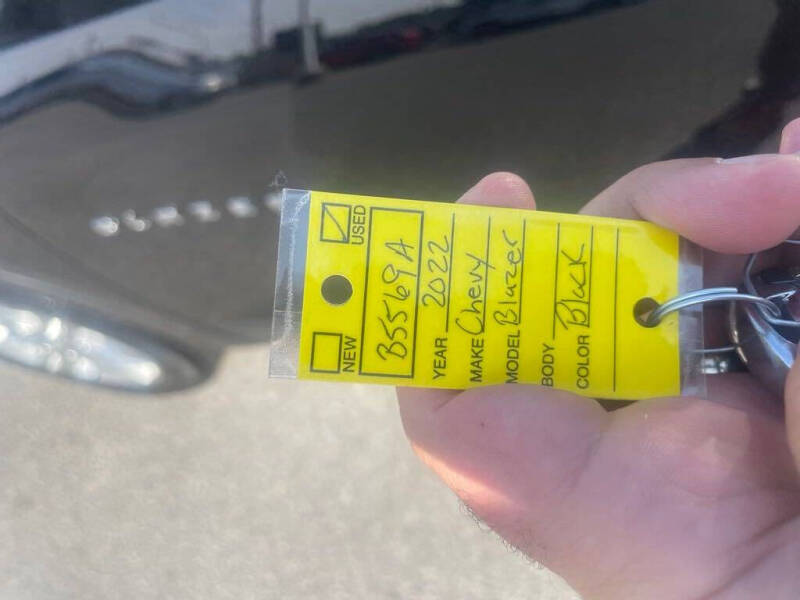 NEW USED
B5569A
YEAR 2022
MAKE Chevy
MODEL Blazer
BODY
COLOR Black